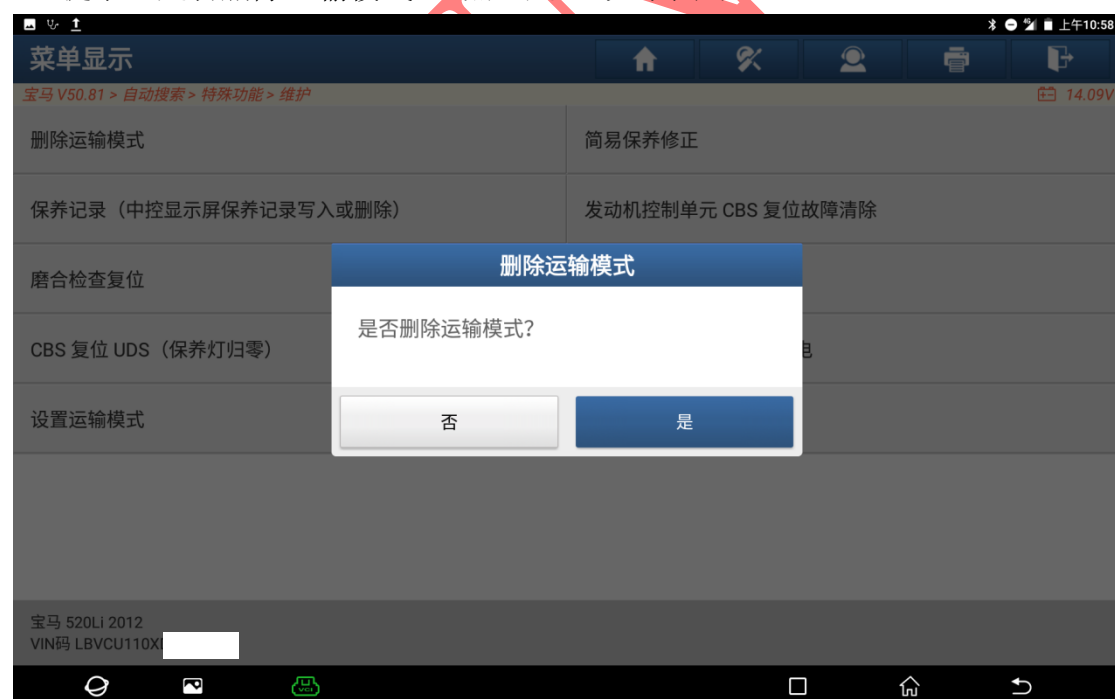 上午10:58
菜单显示
宝马 V50.81 > 自动搜索 > 特殊功能 > 维护
14.09V
删除运输模式
简易保养修正
保养记录（中控显示屏保养记录写入或删除）
发动机控制单元 CBS 复位故障清除
删除运输模式
磨合检查复位
是否删除运输模式？
CBS 复位 UDS（保养灯归零）
设置运输模式
否
是
宝马 520Li 2012
VIN码 LBVCU110X
VCI